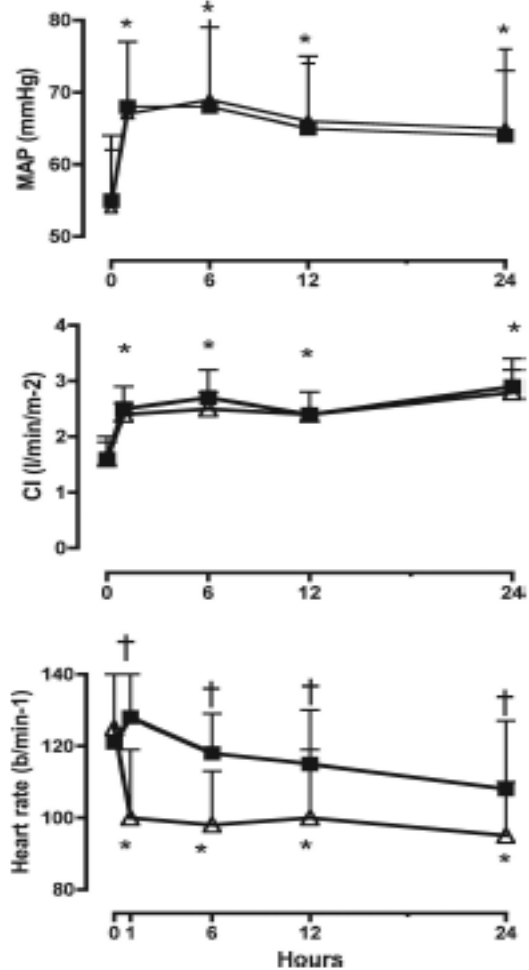 MAP (mmHg)
80
70
60
50
* * * *
0 6 12 24
CI (l/min/m-2)
4
3
2
1
0
* * * *
0 6 12 24
Heart rate (b/min-1)
140
120
100
80
† † † †
* * * *
0 1 6 12 24
Hours